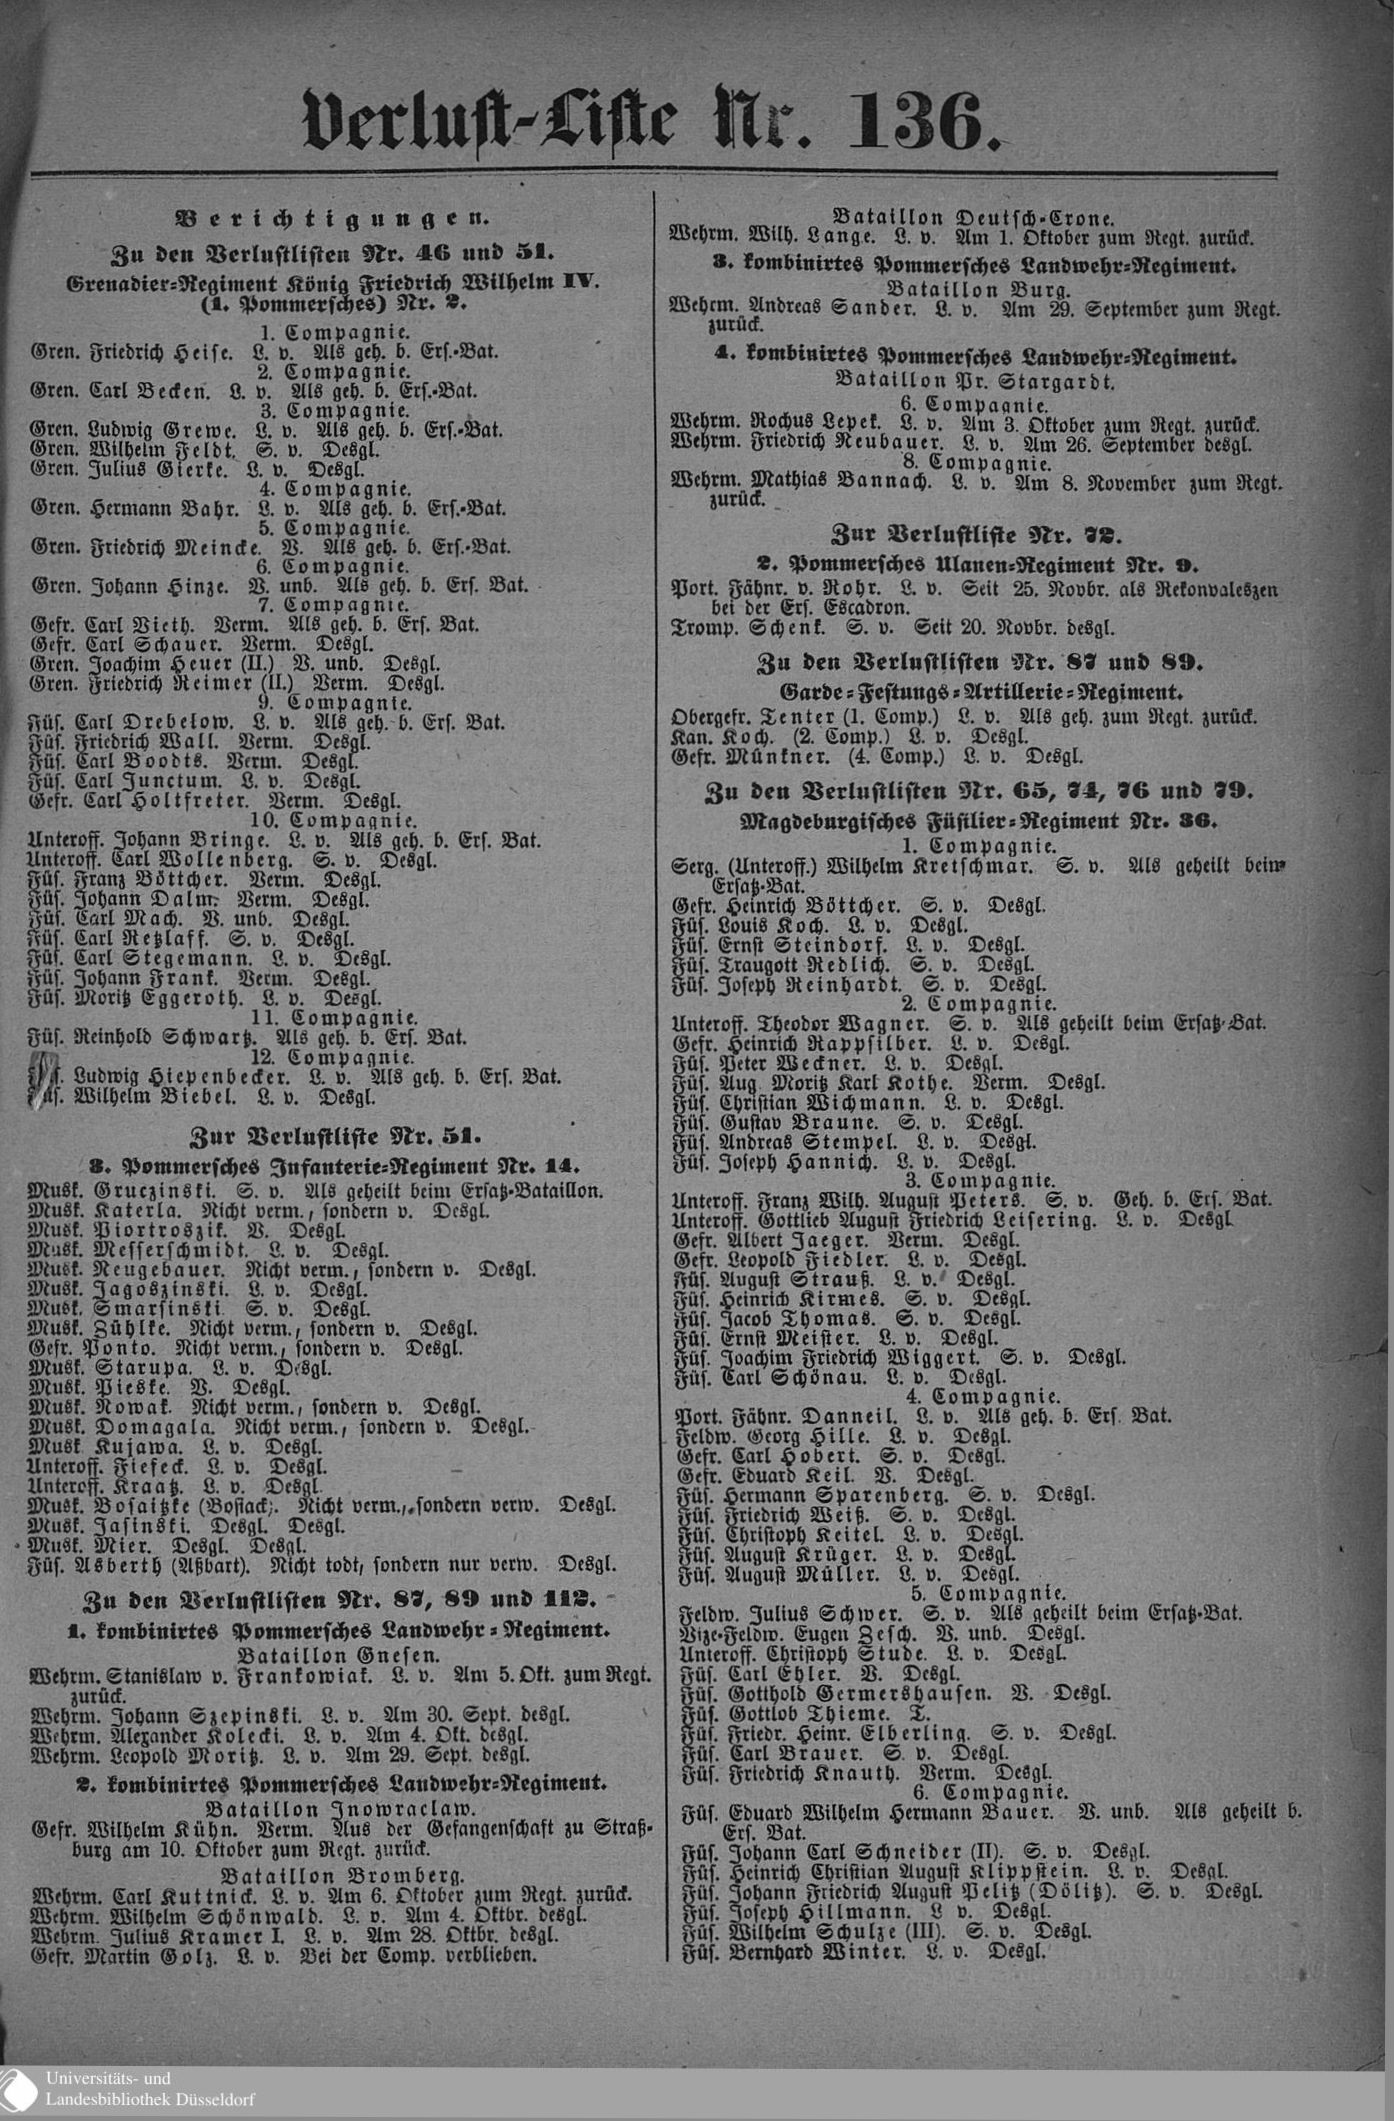 Verlust-Liste Nr. 136.
Berichtigungen.
Zu den Verlustlisten Nr. 46 und 51.
Grenadier-Regiment König Friedrich Wilhelm IV.
(1. Pommersches) Nr. 2.
1. Compagnie.
Gren. Friedrich Heise. L. v. Als geh. b. Ers.-Bat.
2. Compagnie.
Gren. Carl Becken. L. v. Als geh. b. Ers.-Bat.
3. Compagnie.
Gren. Ludwig Grewe. L. v. Als geh. b. Ers.-Bat.
Gren. Wilhelm Feldt. S. v. Desgl.
Gren. Julius Gierke. L. v. Desgl.
4. Compagnie.
Gren. Hermann Bahr. L. v. Als geh. b. Ers.-Bat.
5. Compagnie.
Gren. Friedrich Meincke. V. Als geh. b. Ers.-Bat.
6. Compagnie.
Gren. Johann Hinze. V. unb. Als geh. b. Ers. Bat.
7. Compagnie.
Gefr. Carl Vieth. Verm. Als geh. b. Ers. Bat.
Gefr. Carl Schauer. Verm. Desgl.
Gren. Joachim Heuer (II.) V. unb. Desgl.
Gren. Friedrich Reimer (II.) Verm. Desgl.
9. Compagnie.
Füs. Carl Drebelow. L. v. Als geh. b. Ers. Bat.
Füs. Friedrich Wall. Verm. Desgl.
Füs. Carl Boodts. Verm. Desgl.
Füs. Carl Junctum. L. v. Desgl.
Gefr. Carl Holtfreter. Verm. Desgl.
10. Compagnie.
Unteroff. Johann Bringe. L. v. Als geh. b. Ers. Bat.
Unteroff. Carl Wollenberg. S. v. Desgl.
Füs. Franz Böttcher. Verm. Desgl.
Füs. Johann Dalm. Verm. Desgl.
Füs. Carl Mach. V. unb. Desgl.
Füs. Carl Retzlaff. S. v. Desgl.
Füs. Carl Stegemann. L. v. Desgl.
Füs. Johann Frank. Verm. Desgl.
Füs. Moritz Eggeroth. L. v. Desgl.
11. Compagnie.
Füs. Reinhold Schwartz. Als geh. b. Ers. Bat.
12. Compagnie.
Ludwig Hiepenbecker. L. v. Als geh. b. Ers. Bat.
Füs. Wilhelm Biebel. L. v. Desgl.
Zur Verlustliste Nr. 51.
3. Pommersches Infanterie-Regiment Nr. 14.
Musk. Gruczinski. S. v. Als geheilt beim Ersatz-Bataillon.
Musk. Katerla. Nicht verm., sondern v. Desgl.
Musk. Piortroszik. V. Desgl.
Musk. Messerschmidt. L. v. Desgl.
Musk. Neugebauer. Nicht verm., sondern v. Desgl.
Musk. Jagoszinski. L. v. Desgl.
Musk. Smarsinski S. v. Desgl.
Musk. Zühlke. Nicht verm., sondern v. Desgl.
Gefr. Ponto. Nicht verm., sondern v. Desgl.
Musk. Starupa. L. v. Desgl.
Musk. Pieske. V. Desgl.
Musk. Nowak. Nicht verm., sondern v. Desgl.
Musk. Domagala. Nicht verm., sondern v. Desgl.
Musk Kujawa. L. v. Desgl.
Unteroff. Fieseck. L. v. Desgl.
Unteroff. Kraatz. L. v. Desgl.
Musk. Bosaitzke (Bostack). Nicht verm., sondern verw. Desgl.
Musk. Jasinski. Desgl. Desgl.
Musk. Mier. Desgl. Desgl.
Füs. Asberth (Aßbart). Nicht todt, sondern nur verw. Desgl.
Zu den Verlustlisten Nr. 87, 89 und 112.
1. kombinirtes Pommersches Landwehr-Regiment.
Bataillon Gnesen.
Wehrm. Stanislaw v. Frankowiak. L. v. Am 5. Okt. zum Regt.
zurück.
Wehrm. Johann Szepinski. L. v. Am 30. Sept. desgl.
Wehrm. Alexander Kolecki. L. v. Am 4. Okt. desgl.
Wehrm. Leopold Moritz. L. v. Am 29. Sept. desgl.
2. kombinirtes Pommersches Landwehr-Regiment.
Bataillon Inowraclaw.
Gefr. Wilhelm Kühn. Verm. Aus der Gefangenschaft zu Straß-
burg am 10. Oktober zum Regt. zurück.
Bataillon Bromberg.
Wehrm. Carl Kuttnick. L. v. Am 6. Oktober zum Regt. zurück.
Wehrm. Wilhelm Schönwald. L. v. Am 4. Oktbr. desgl.
Wehrm. Julius Kramer I. L. v. Am 28. Oktbr. desgl.
Gefr. Martin Golz. L. v. Bei der Comp. verblieben.
Bataillon Deutsch-Crone.
Wehrm. Wilh. Lange. L. v. Am 1. Oktober zum Regt. zurück.
3. kombinirtes Pommersches Landwehr-Regiment.
Bataillon Burg.
Wehrm. Andreas Sander. L. v. Am 29. September zum Regt.
zurück.
4. kombinirtes Pommersches Landwehr-Regiment.
Bataillon Pr. Stargardt.
6. Compagnie.
Wehrm. Rochus Lepek. L. v. Am 3. Oktober zum Regt. zurück.
Wehrm. Friedrich Neubauer. L. v. Am 26. September desgl.
8. Compagnie.
Wehrm. Mathias Bannach. L. v. Am 8. November zum Regt.
zurück.
Zur Verlustliste Nr. 72.
2. Pommersches Ulanen-Regiment Nr. 9.
Port. Fähnr. v. Rohr. L. v. Seit 25. Novbr. als Rekonvaleszen
bei der Ers. Escadron.
Tromp. Schenk. S. v. Seit 20. Novbr. desgl.
Zu den Verlustlisten Nr. 87 und 89.
Garde-Festungs-Artillerie-Regiment.
Obergefr. Tenter (1. Comp.) L. v. Als geh. zum Regt. zurück.
Kan. Koch. (2. Comp.) L. v. Desgl.
Gefr. Münkner. (4. Comp.) L. v. Desgl.
Zu den Verlustlisten Nr. 65, 74, 76 und 79.
Magdeburgisches Füsilier-Regiment Nr. 36.
1. Compagnie.
Serg. (Unteroff.) Wilhelm Kretschmar. S. v. Als geheilt beim
Ersatz-Bat.
Gefr. Heinrich Böttcher. S. v. Desgl.
Füs. Louis Koch. L. v. Desgl.
Füs. Ernst Steindorf. L. v. Desgl.
Füs. Traugott Redlich. S. v. Desgl.
Füs. Joseph Reinhardt. S. v. Desgl.
2. Compagnie.
Unteroff. Theodor Wagner. S. v. Als geheilt beim Ersatz-Bat.
Gefr. Heinrich Rappsilber. L. v. Desgl.
Füs. Peter Weckner. L. v. Desgl.
Füs. Aug Moritz Karl Kothe. Verm. Desgl.
Füs. Christian Wichmann. L. v. Desgl.
Füs. Gustav Braune. S. v. Desgl.
Füs. Andreas Stempel. L. v. Desgl.
Füs. Joseph Hannich. L. v. Desgl.
3. Compagnie.
Unteroff. Franz Wilh. August Peters. S. v. Geh. b. Ers. Bat.
Unteroff. Gottlieb August Friedrich Leisering. L. v. Desgl
Gefr. Albert Jaeger. Verm. Desgl.
Gefr. Leopold Fiedler. L. v. Desgl.
Füs. August Strauß. L. v. Desgl.
Füs. Heinrich Kirmes. S. v. Desgl.
Füs. Jacob Thomas. S. v. Desgl.
Füs. Ernst Meister. L. v. Desgl.
Füs. Joachim Friedrich Wiggert. S. v. Desgl.
Füs. Carl Schönau. L. v. Desgl.
4. Compagnie.
Port. Fähnr. Danneil. L. v. Als geh. b. Ers. Bat.
Feldw. Georg Hille. L. v. Desgl.
Gefr. Carl Hobert. S. v. Desgl.
Gefr. Eduard Keil. V. Desgl.
Füs. Hermann Sparenberg. S. v. Desgl.
Füs. Friedrich Weiß. S. v. Desgl.
Füs. Christoph Keitel. L. v. Desgl.
Füs. August Krüger. L. v. Desgl.
Füs. August Müller. L. v. Desgl.
5. Compagnie.
Feldw. Julius Schwer. S. v. Als geheilt beim Ersatz-Bat.
Vize-Feldw. Eugen Zesch. V. unb. Desgl.
Unteroff. Christoph Stude. L. v. Desgl.
Füs. Carl Ehler. V. Desgl.
Füs. Gotthold Germershausen. V. Desgl.
Füs. Gottlob Thieme. T.
Füs. Friedr. Heinr. Elberling. S. v. Desgl.
Füs. Carl Brauer. S. v. Desgl.
Füs. Friedrich Knauth. Verm. Desgl.
6. Compagnie.
Füs. Eduard Wilhelm Hermann Bauer. V. unb. Als geheilt b.
Ers. Bat.
Füs. Johann Carl Schneider (II). S. v. Desgl.
Füs. Heinrich Christian August Klippstein. L. v. Desgl.
Füs. Johann Friedrich August Pelitz (Dölitz). S. v. Desgl.
Füs. Joseph Hillmann. L v. Desgl.
Füs. Wilhelm Schulze (III). S. v. Desgl.
Füs. Bernhard Winter. L. v. Desgl.
Universitäts- und
Landesbibliothek Düsseldorf